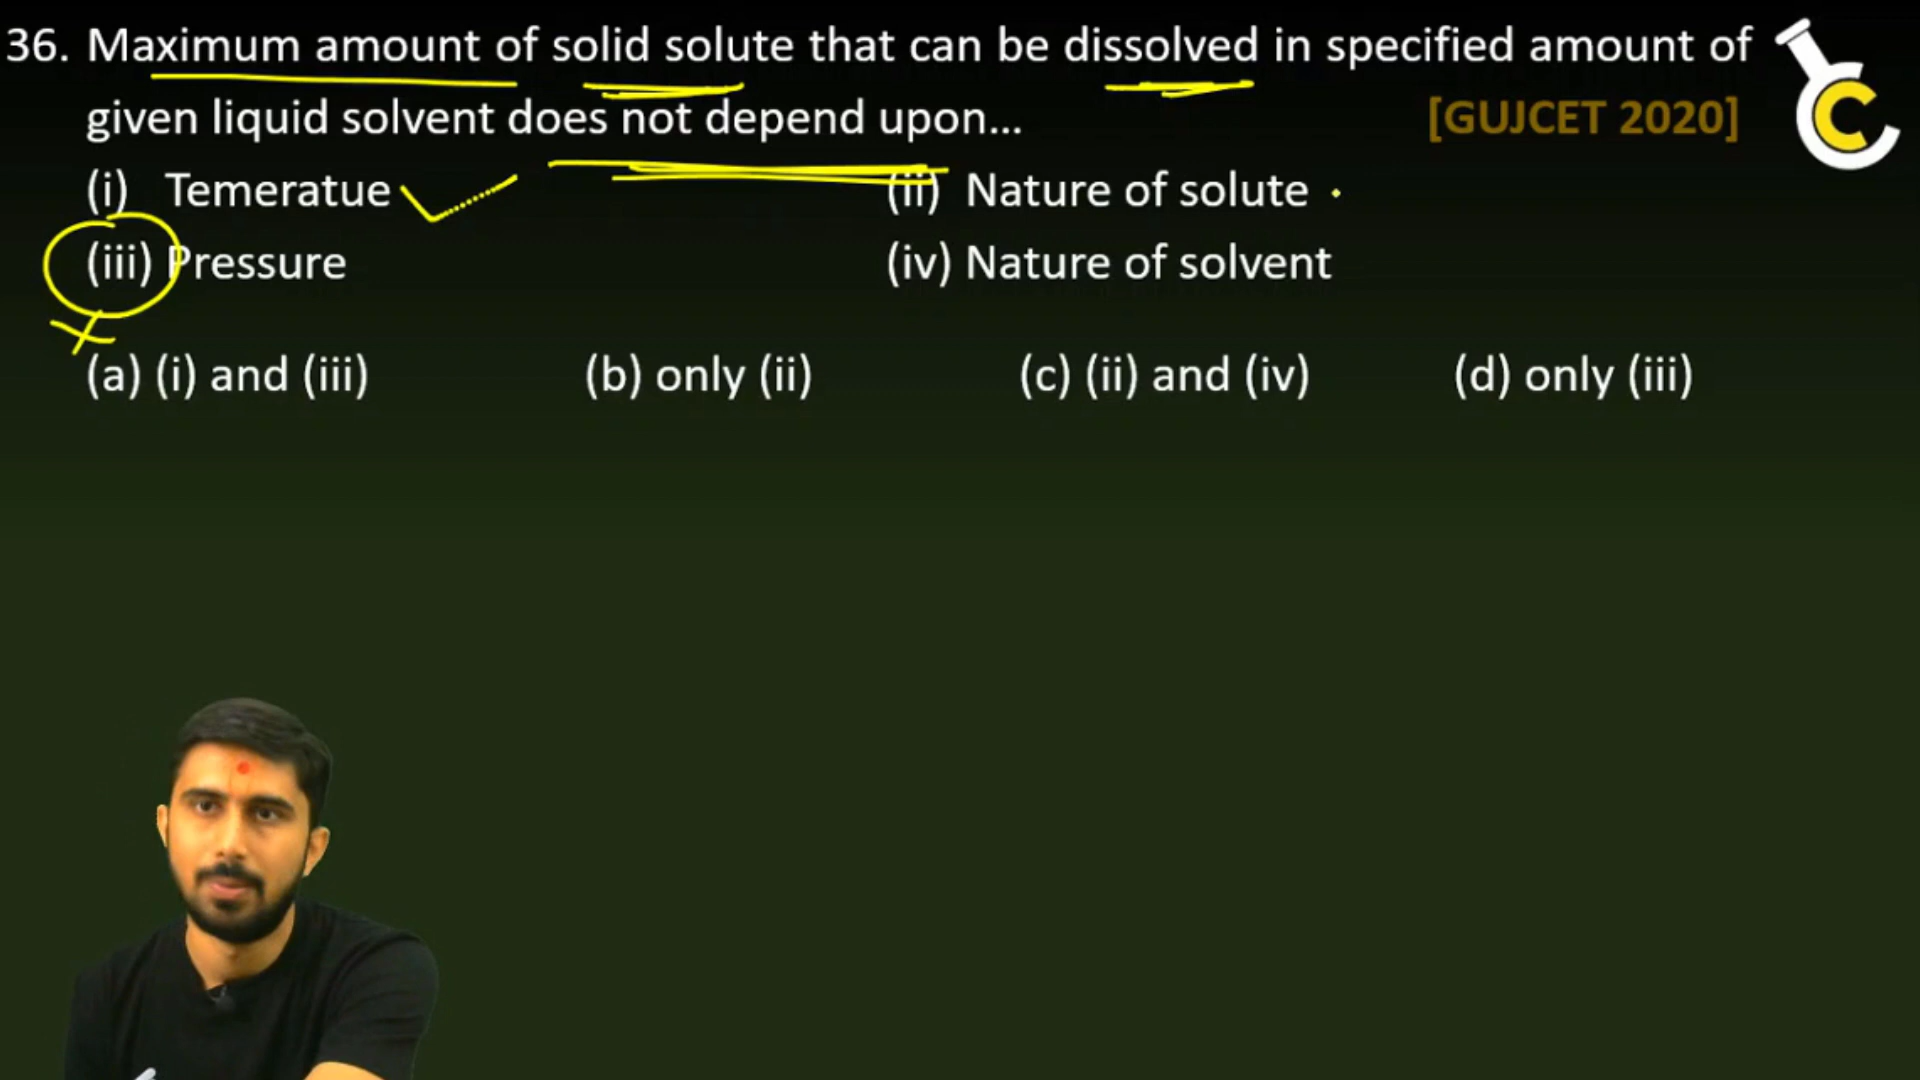 36. Maximum amount of solid solute that can be dissolved in specified amount of
given liquid solvent does not depend upon... [GUJCET 2020]
(i) Temeratue (ii) Nature of solute
(iii) Pressure (iv) Nature of solvent
(a) (i) and (iii) (b) only (ii) (c) (ii) and (iv) (d) only (iii)
C